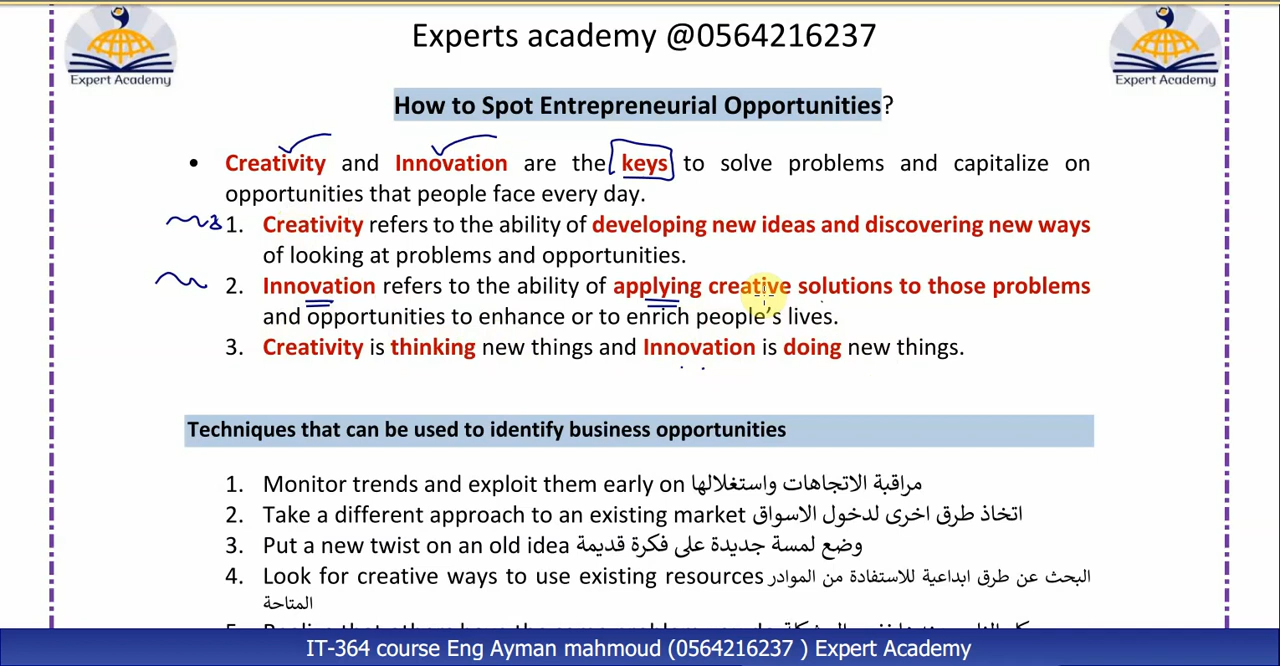 Experts academy @0564216237
Expert Academy
Expert Academy
How to Spot Entrepreneurial Opportunities?
• Creativity and Innovation are the keys to solve problems and capitalize on
opportunities that people face every day.
1. Creativity refers to the ability of developing new ideas and discovering new ways
of looking at problems and opportunities.
2. Innovation refers to the ability of applying creative solutions to those problems
and opportunities to enhance or to enrich people's lives.
3. Creativity is thinking new things and Innovation is doing new things.
Techniques that can be used to identify business opportunities
1. Monitor trends and exploit them early on مراقبة الاتجاهات واستغلالها
2. Take a different approach to an existing market اتخاذ طرق اخرى لدخول الاسواق
3. Put a new twist on an old idea وضع لمسة جديدة على فكرة قديمة
4. Look for creative ways to use existing resources البحث عن طرق ابداعية للاستفادة من الموادر
المتاحة
IT-364 course Eng Ayman mahmoud (0564216237 ) Expert Academy